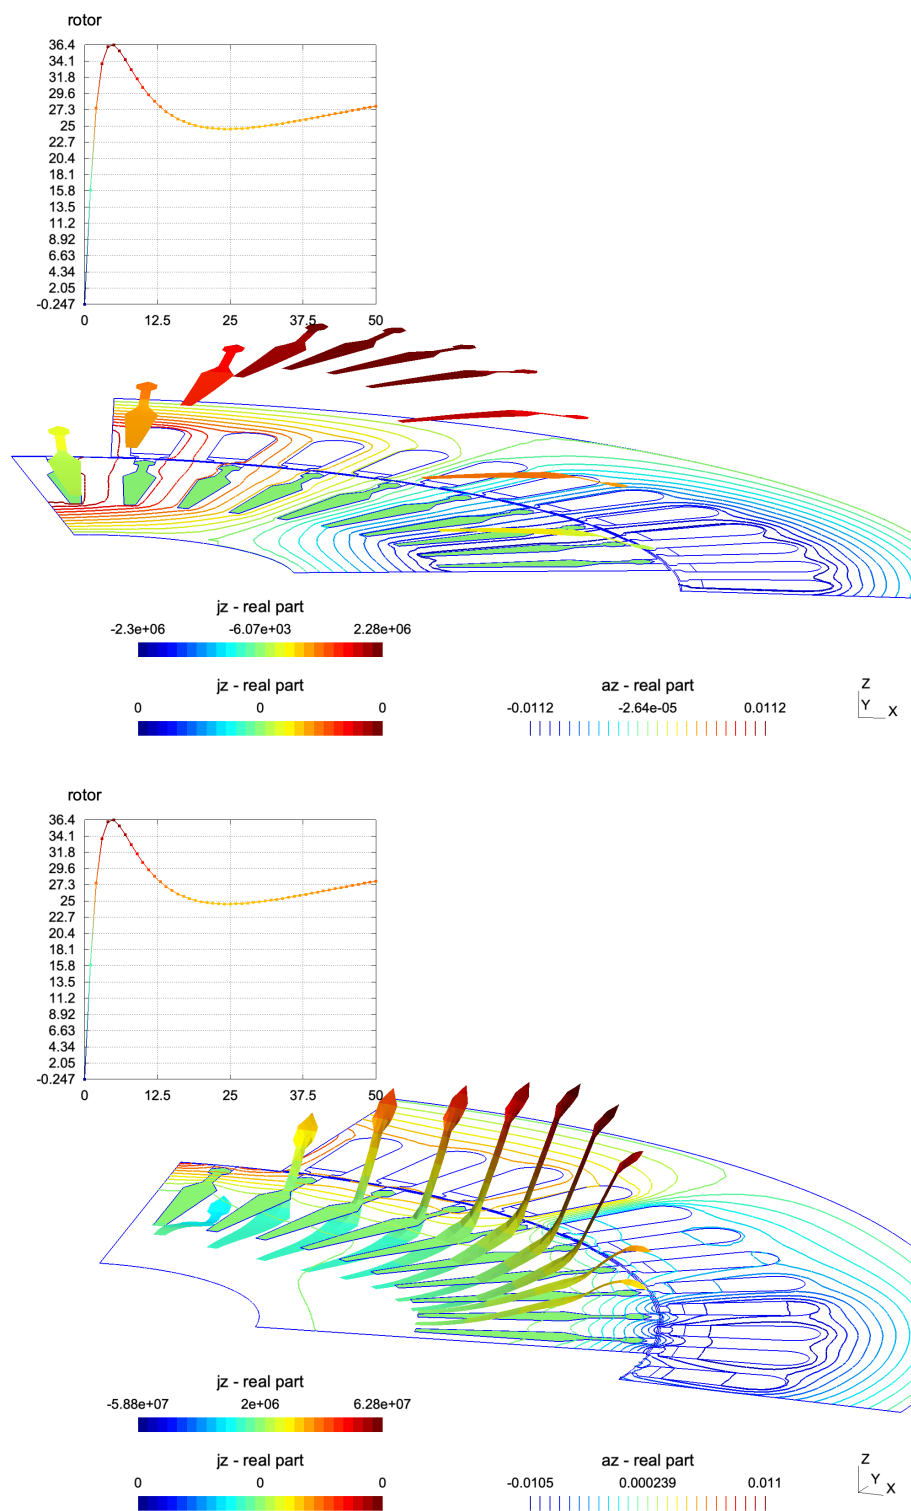 rotor
36.4
34.1
31.8
29.6
27.3
25
22.7
20.4
18.1
15.8
13.5
11.2
8.92
6.63
4.34
2.05
-0.247
0 12.5 25 37.5 50
jz - real part
-2.3e+06 -6.07e+03 2.28e+06
jz - real part az - real part
0 0 0 -0.0112 -2.64e-05 0.0112
Z
Y X
rotor
36.4
34.1
31.8
29.6
27.3
25
22.7
20.4
18.1
15.8
13.5
11.2
8.92
6.63
4.34
2.05
-0.247
0 12.5 25 37.5 50
jz - real part
-5.88e+07 2e+06 6.28e+07
jz - real part az - real part
0 0 0 -0.0105 0.000239 0.011
Z
Y
X